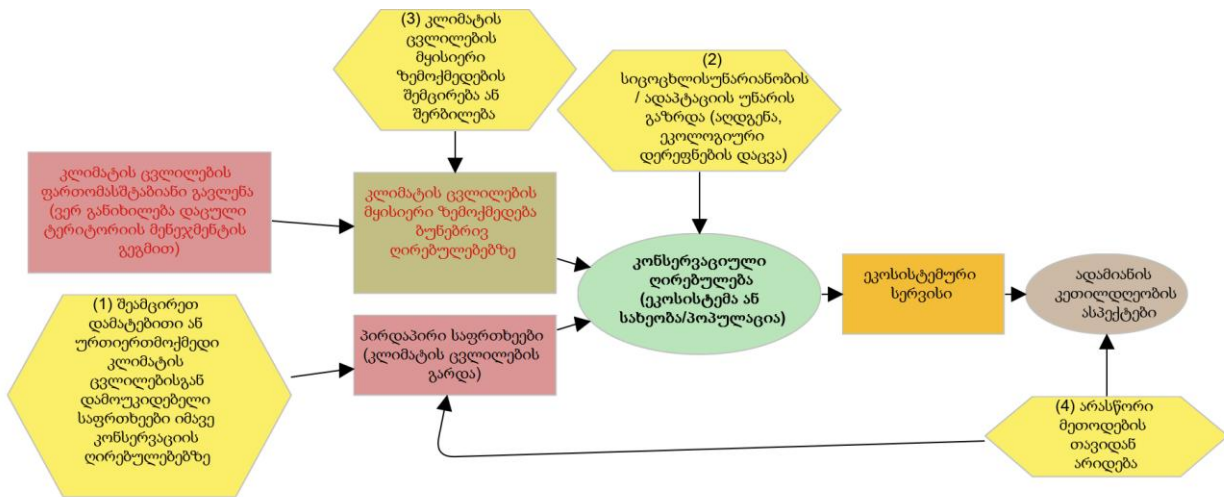 (3) კლიმატის
ცვლილების
მყისიერი
ზემოქმედების
შემცირება ან
შერბილება
(2)
სიცოცხლისუნარიანობის
/ ადაპტაციის უნარის
გაზრდა (აღდგენა,
ეკოლოგიური
დერეფნების დაცვა)
კლიმატის ცვლილების
ფართომასშტაბიანი გავლენა
(ვერ განიხილება დაცული
ტერიტორიის მენეჯმენტის
გეგმით)
კლიმატის ცვლილების
მყისიერი ზემოქმედება
ბუნებრივ
ღირებულებებზე
კონსერვაციული
ღირებულება
(ეკოსისტემა ან
სახეობა/პოპულაცია)
ეკოსისტემური
სერვისი
ადამიანის
კეთილდღეობის
ასპექტები
(1) შეამცირეთ
დამატებითი ან
ურთიერთმოქმედი
კლიმატის
ცვლილებისგან
დამოუკიდებელი
საფრთხეები იმავე
კონსერვაციის
ღირებულებებზე
პირდაპირი საფრთხეები
(კლიმატის ცვლილების
გარდა)
(4) არასწორი
მეთოდების
თავიდან
არიდება